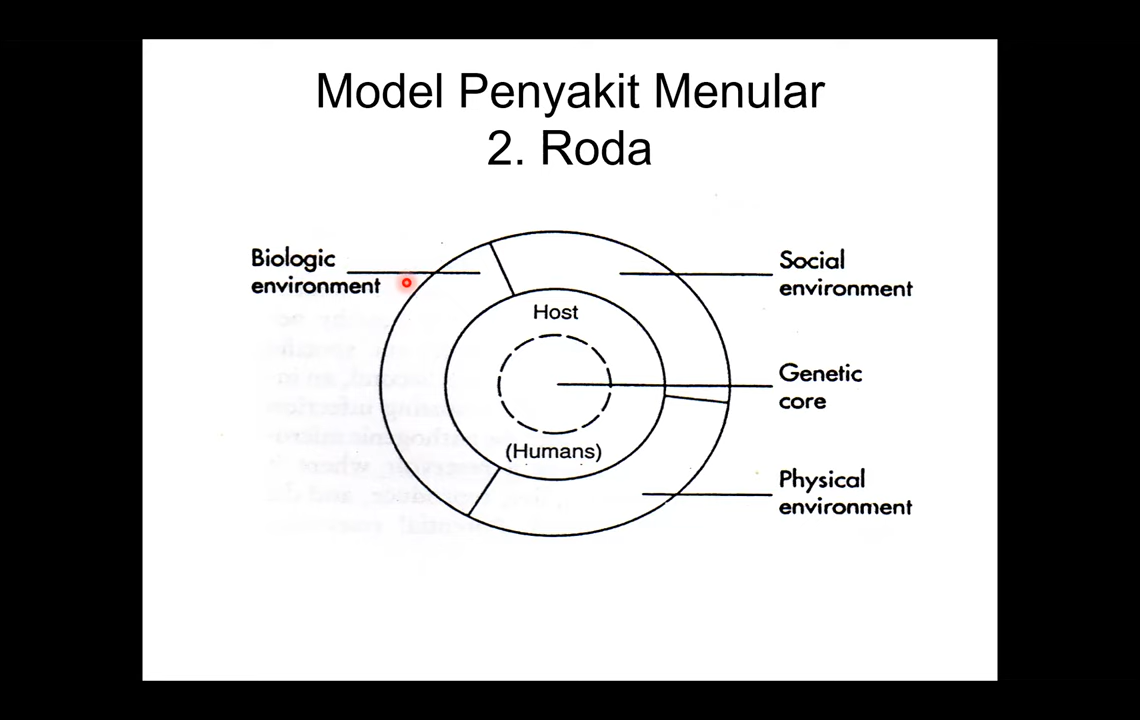 Model Penyakit Menular
2. Roda
Biologic
environment
Social
environment
Host
Genetic
core
(Humans)
Physical
environment